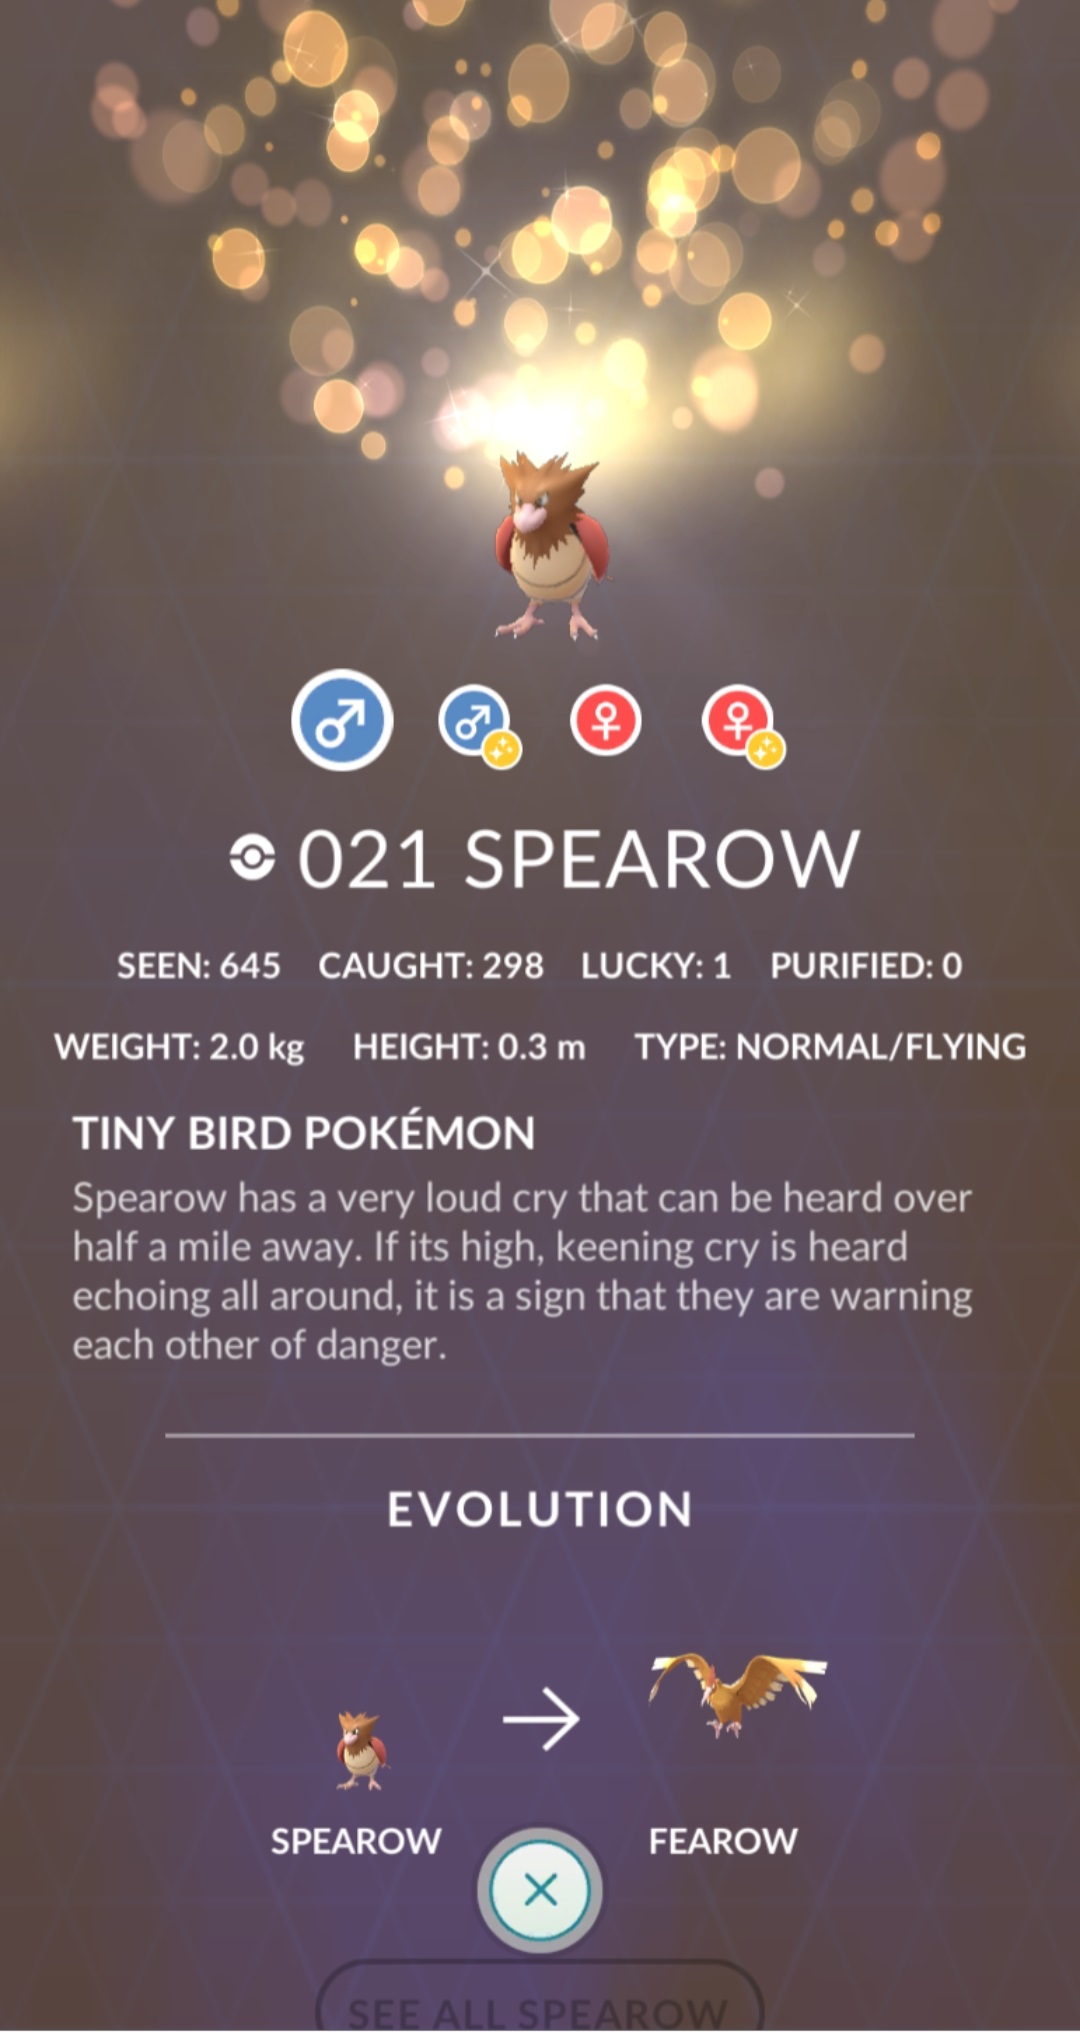 021 SPEAROW
SEEN: 645 CAUGHT: 298 LUCKY: 1 PURIFIED: 0
WEIGHT: 2.0 kg HEIGHT: 0.3 m TYPE: NORMAL/FLYING
TINY BIRD POKÉMON
Spearow has a very loud cry that can be heard over
half a mile away. If its high, keening cry is heard
echoing all around, it is a sign that they are warning
each other of danger.
EVOLUTION
SPEAROW FEAROW
SEE ALL SPEAROW